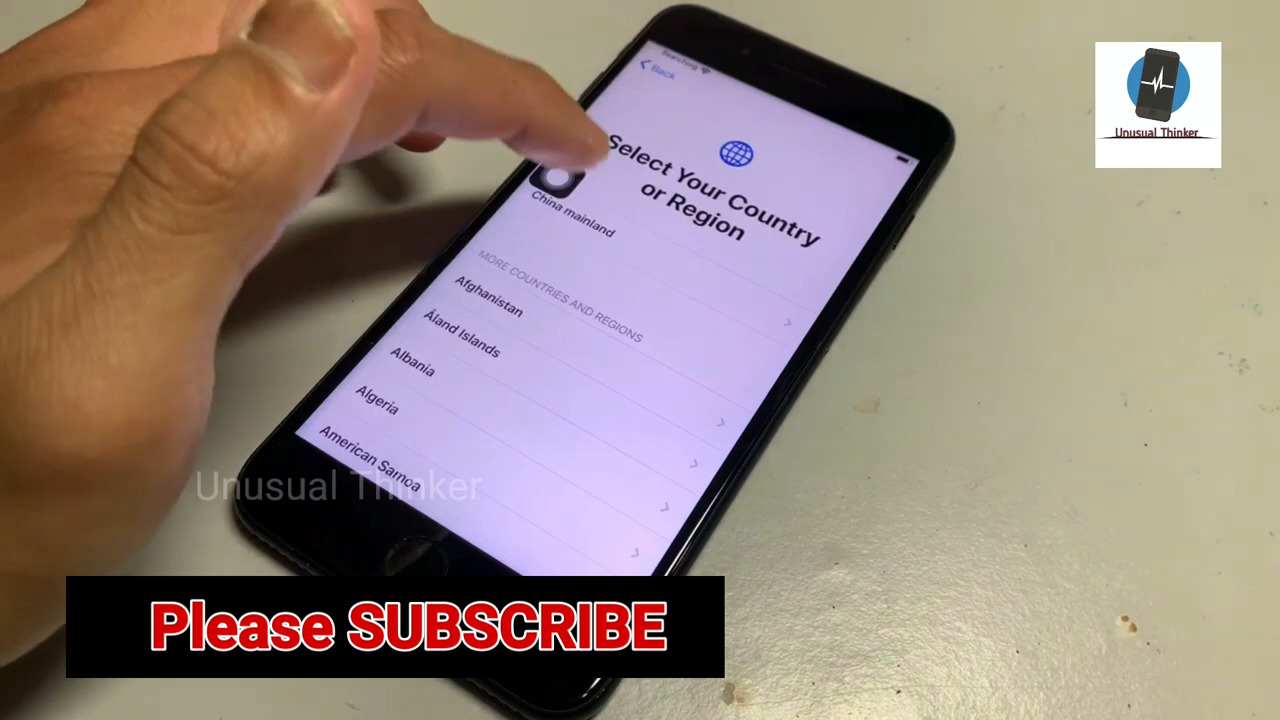 Searching
Back
Select Your Country
or Region
China mainland
MORE COUNTRIES AND REGIONS
Afghanistan
Åland Islands
Albania
Algeria
American Samoa
Unusual Thinker
Unusual Thinker
Please SUBSCRIBE